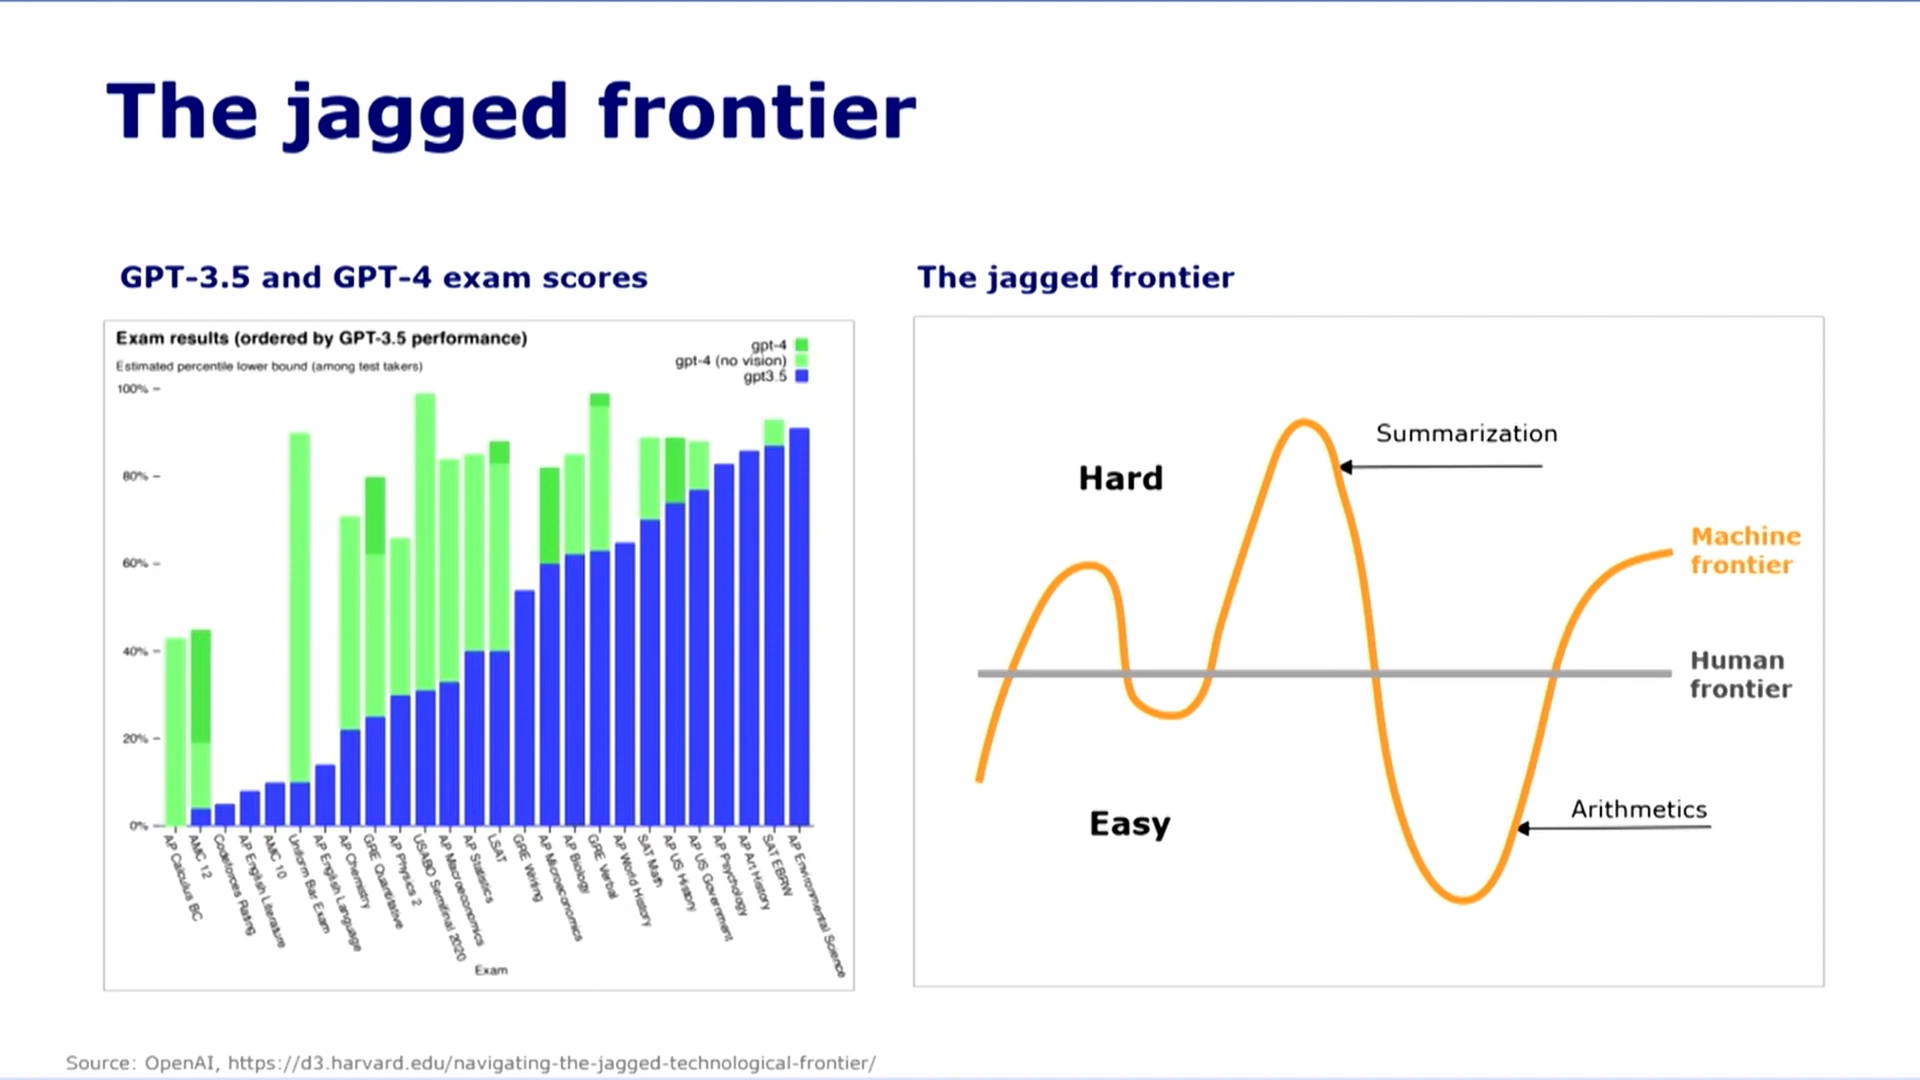 The jagged frontier
GPT-3.5 and GPT-4 exam scores
Exam results (ordered by GPT-3.5 performance)
Estimated percentile lower bound (among test takers)
gpt-4
gpt-4 (no vision)
gpt3.5
100%
80%
60%
40%
20%
0%
AP Calculus BC
AMC 12
Codeforces Rating
AP English Literature
AMC 10
Uniform Bar Exam
AP English Language
AP Chemistry
GRE Quantitative
AP Physics 2
USABO Semifinal 2020
AP Macroeconomics
AP Statistics
LSAT
GRE Writing
AP Microeconomics
AP Biology
GRE Verbal
AP World History
SAT Math
AP US History
AP US Government
AP Psychology
AP Art History
SAT EBRW
AP Environmental Science
Exam
The jagged frontier
Summarization
Hard
Machine
frontier
Human
frontier
Arithmetics
Easy
Source: OpenAI, https://d3.harvard.edu/navigating-the-jagged-technological-frontier/